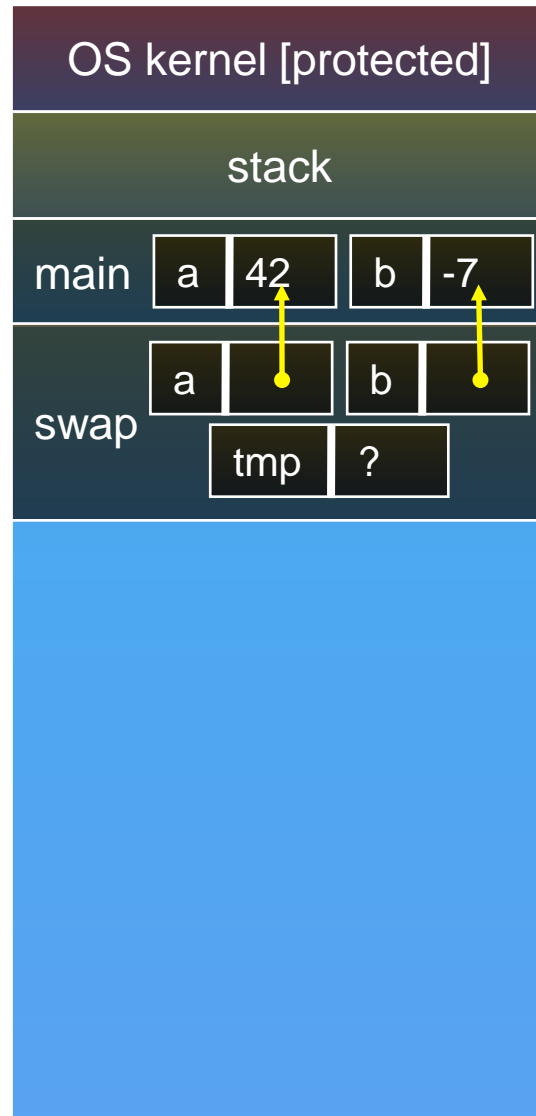 OS kernel [protected]
stack
main a 42 b -7
a b
swap
tmp ?